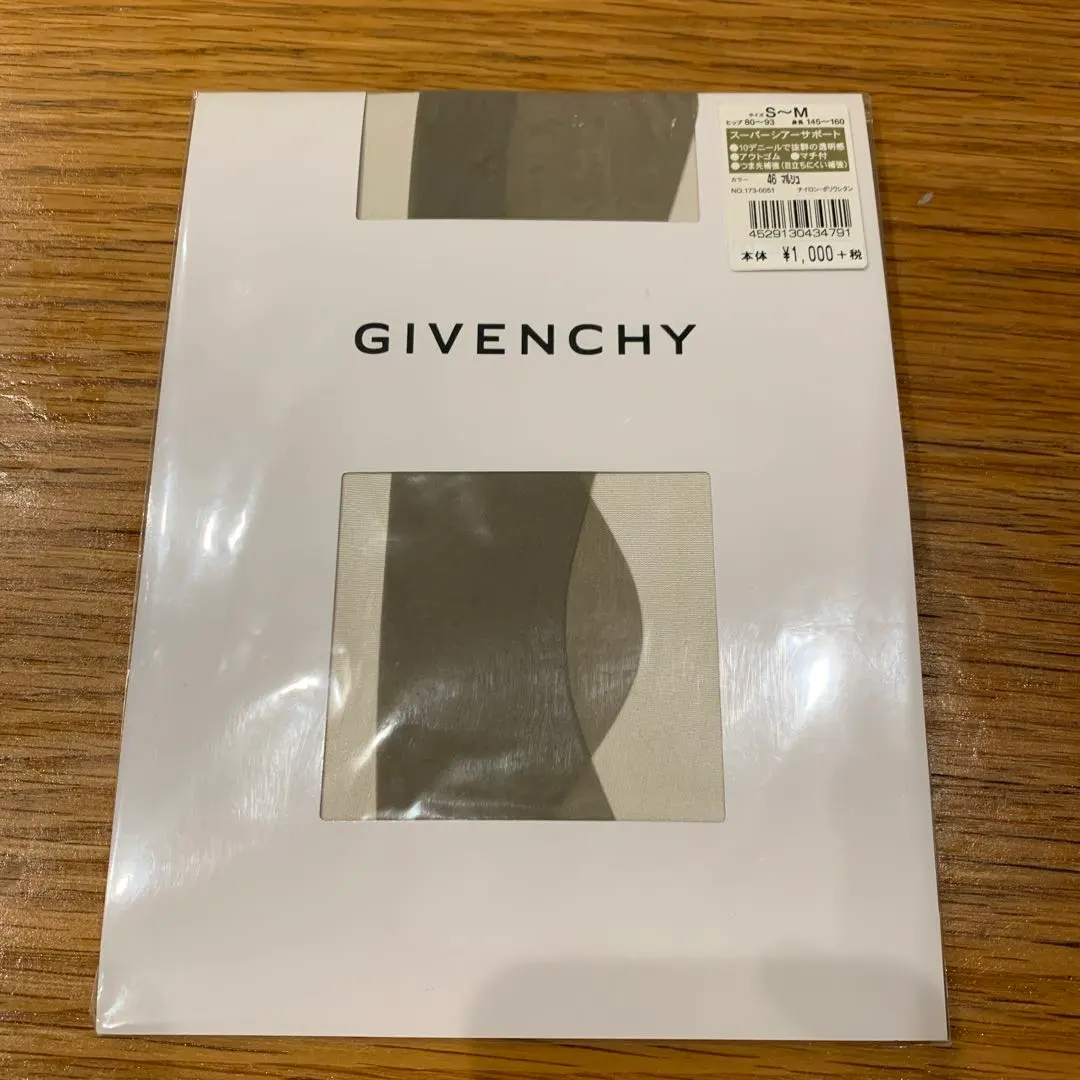 サイズ S～M
ヒップ 80～93 身長 145～160
スーパーシアーサポート
●10デニールで抜群の透明感
●アウトゴム ●マチ付
●つま先補強(目立ちにくい補強)
カラー 46 マルシュ
NO:173-0051 ナイロン・ポリウレタン
4529130434791
本体 ¥1,000+税
GIVENCHY